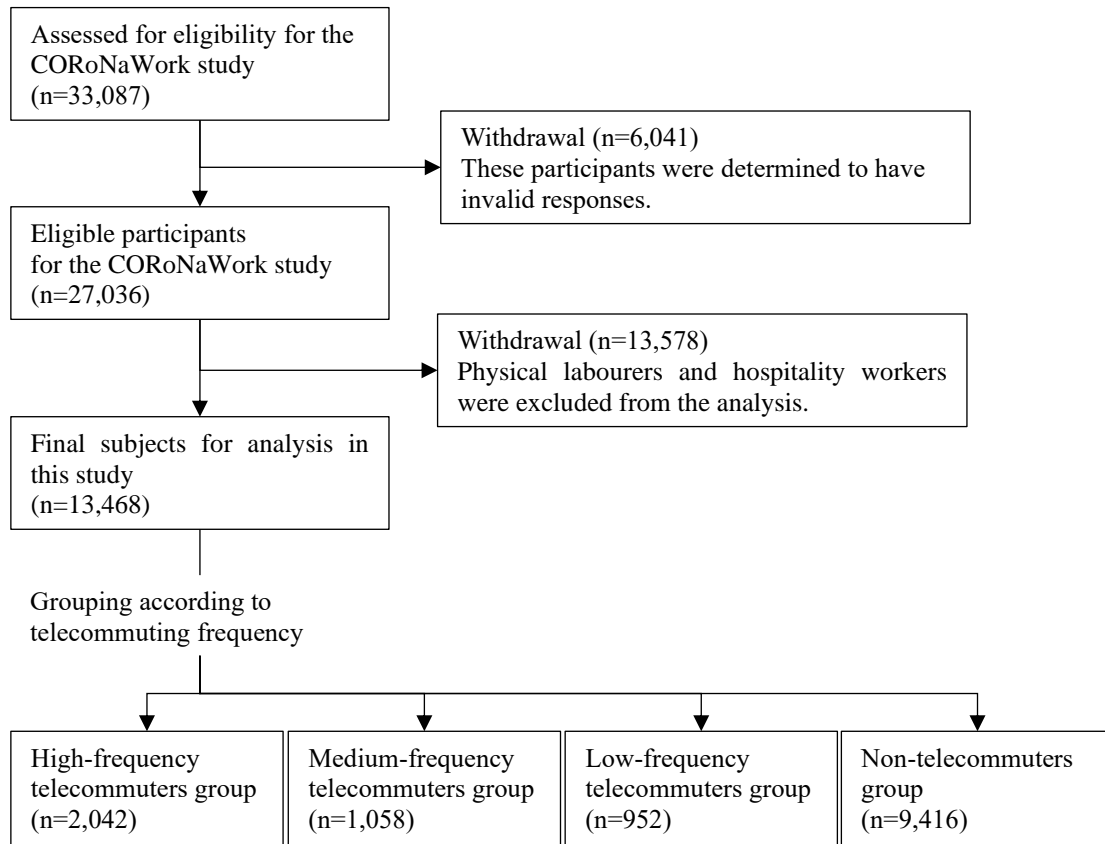 Assessed for eligibility for the
CORoNaWork study
(n=33,087)
Withdrawal (n=6,041)
These participants were determined to have
invalid responses.
Eligible participants
for the CORoNaWork study
(n=27,036)
Withdrawal (n=13,578)
Physical labourers and hospitality workers
were excluded from the analysis.
Final subjects for analysis in
this study
(n=13,468)
Grouping according to
telecommuting frequency
High-frequency
telecommuters group
(n=2,042)
Medium-frequency
telecommuters group
(n=1,058)
Low-frequency
telecommuters group
(n=952)
Non-telecommuters
group
(n=9,416)